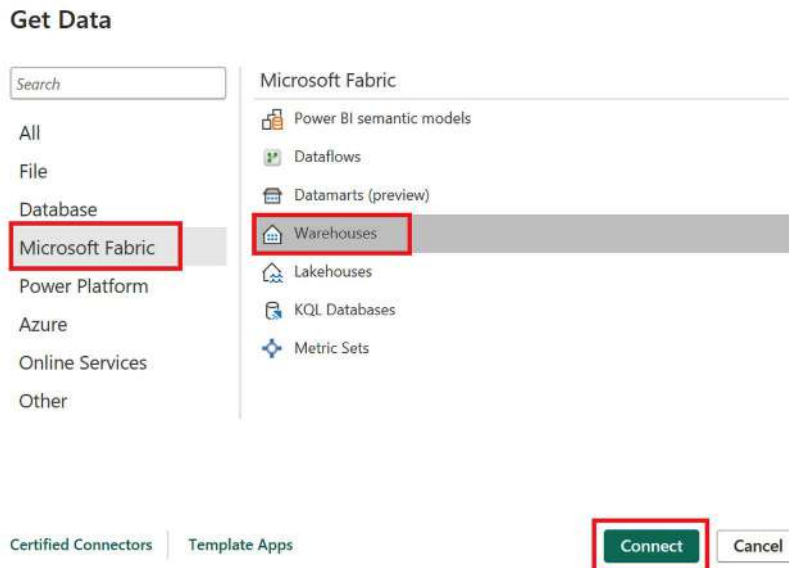 Get Data
Search
All
File
Database
Microsoft Fabric
Power Platform
Azure
Online Services
Other
Microsoft Fabric
Power BI semantic models
Dataflows
Datamarts (preview)
Warehouses
Lakehouses
KQL Databases
Metric Sets
Certified Connectors
Template Apps
Connect
Cancel